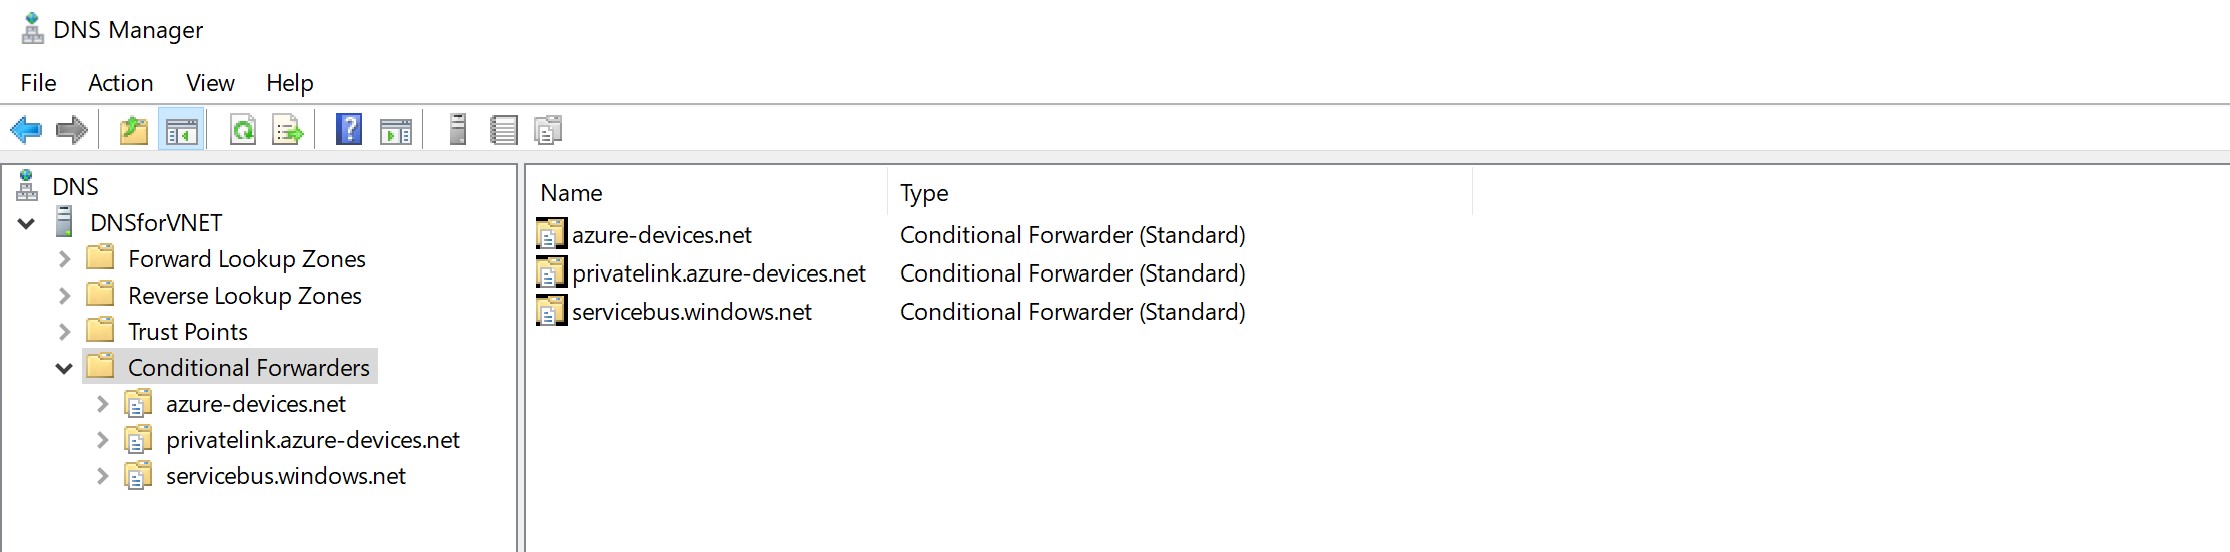 DNS Manager
File Action View Help
DNS
DNSforVNET
Forward Lookup Zones
Reverse Lookup Zones
Trust Points
Conditional Forwarders
azure-devices.net
privatelink.azure-devices.net
servicebus.windows.net
Name Type
azure-devices.net Conditional Forwarder (Standard)
privatelink.azure-devices.net Conditional Forwarder (Standard)
servicebus.windows.net Conditional Forwarder (Standard)